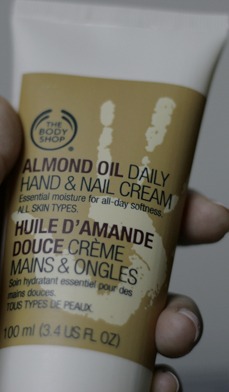 THE
BODY
SHOP
ALMOND OIL DAILY
HAND & NAIL CREAM
Essential moisture for all-day softness.
ALL SKIN TYPES.
HUILE D'AMANDE
DOUCE CRÈME
MAINS & ONGLES
Soin hydratant essentiel pour des
mains douces.
TOUS TYPES DE PEAUX.
100 ml (3.4 US FL OZ)